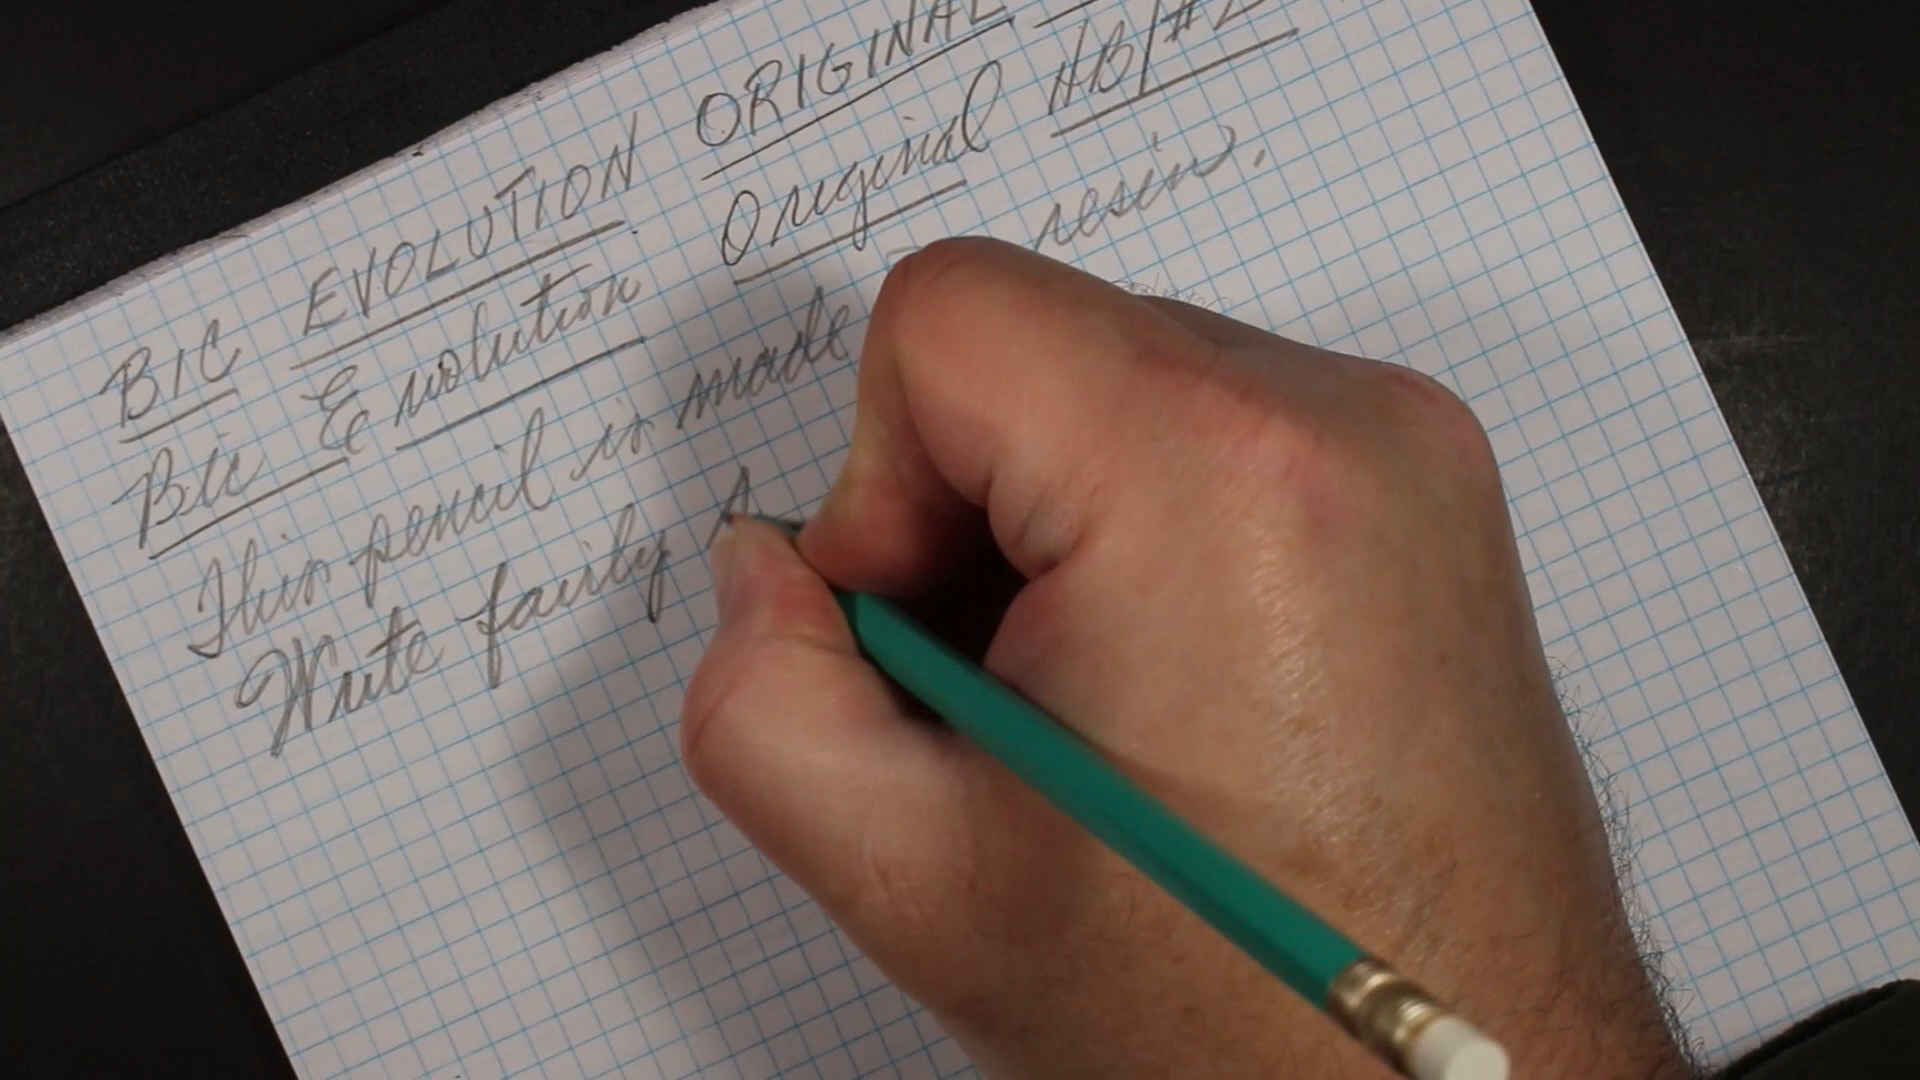 BIC EVOLUTION ORIGINAL
Bic Evolution Original HB/#2
This pencil is made resin.
Write fairly